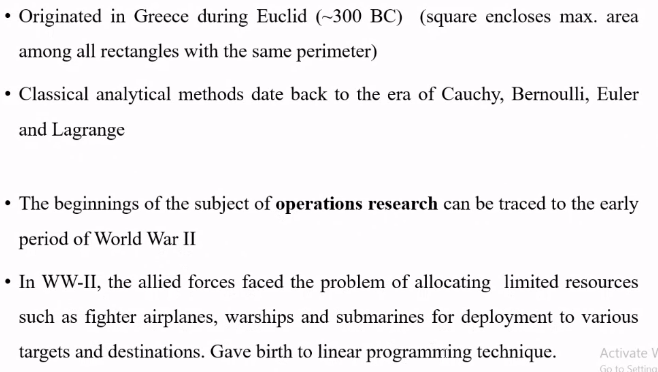 • Originated in Greece during Euclid (~300 BC) (square encloses max. area
among all rectangles with the same perimeter)
• Classical analytical methods date back to the era of Cauchy, Bernoulli, Euler
and Lagrange
• The beginnings of the subject of operations research can be traced to the early
period of World War II
• In WW-II, the allied forces faced the problem of allocating limited resources
such as fighter airplanes, warships and submarines for deployment to various
targets and destinations. Gave birth to linear programming technique.
Activate
Go to Setting